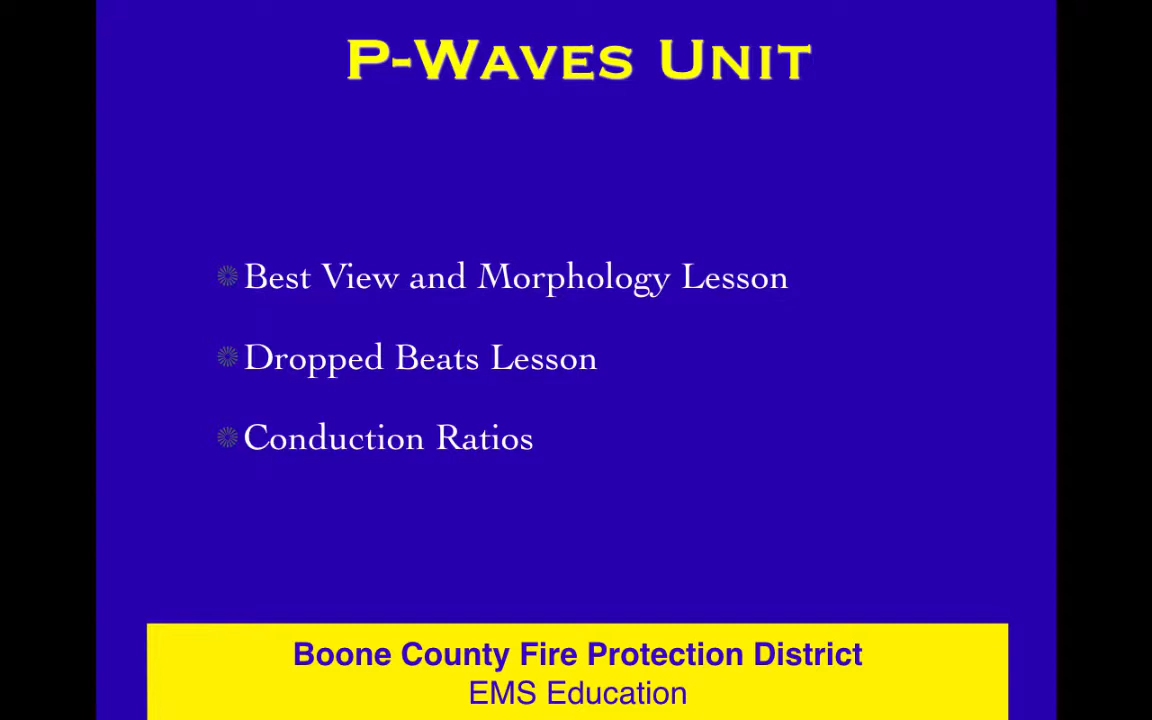 P-Waves Unit
Best View and Morphology Lesson
Dropped Beats Lesson
Conduction Ratios
Boone County Fire Protection District
EMS Education